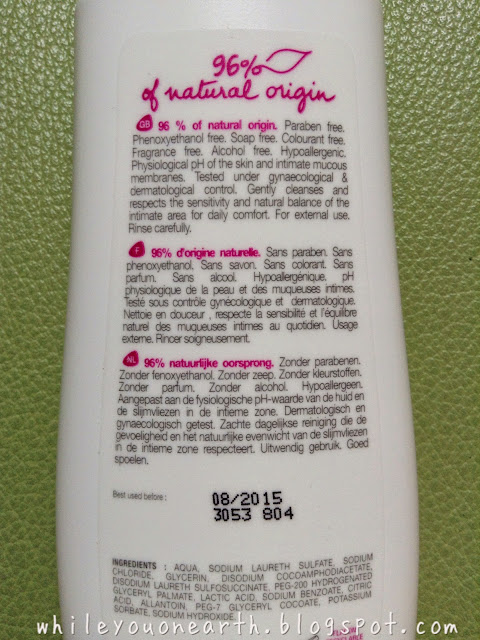 96%
of natural origin
GB 96 % of natural origin. Paraben free.
Phenoxyethanol free. Soap free. Colourant free.
Fragrance free. Alcohol free. Hypoallergenic.
Physiological pH of the skin and intimate mucous
membranes. Tested under gynaecological &
dermatological control. Gently cleanses and
respects the sensitivity and natural balance of the
intimate area for daily comfort. For external use.
Rinse carefully.
F 96% d'origine naturelle. Sans paraben. Sans
phenoxyethanol. Sans savon. Sans colorant. Sans
parfum. Sans alcool. Hypoallergénique. pH
physiologique de la peau et des muqueuses intimes.
Testé sous contrôle gynécologique et dermatologique.
Nettoie en douceur , respecte la sensibilité et l'équilibre
naturel des muqueuses intimes au quotidien. Usage
externe. Rincer soigneusement.
NL 96% natuurlijke oorsprong. Zonder parabenen.
Zonder fenoxyethanol. Zonder zeep. Zonder kleurstoffen.
Zonder parfum. Zonder alcohol. Hypoallergeen.
Aangepast aan de fysiologische pH-waarde van de huid en
de slijmvliezen in de intieme zone. Dermatologisch en
gynaecologisch getest. Zachte dagelijkse reiniging die de
gevoeligheid en het natuurlijke evenwicht van de slijmvliezen
in de intieme zone respecteert. Uitwendig gebruik. Goed
spoelen.
Best used before :
08/2015
3053 804
INGREDIENTS : AQUA, SODIUM LAURETH SULFATE, SODIUM
CHLORIDE, GLYCERIN, DISODIUM COCOAMPHODIACETATE,
DISODIUM LAURETH SULFOSUCCINATE, PEG-200 HYDROGENATED
GLYCERYL PALMATE, LACTIC ACID, SODIUM BENZOATE, CITRIC
ACID, ALLANTOIN, PEG-7 GLYCERYL COCOATE, POTASSIUM
SORBATE, SODIUM HYDROXIDE.
whileyouonearth.blogspot.com